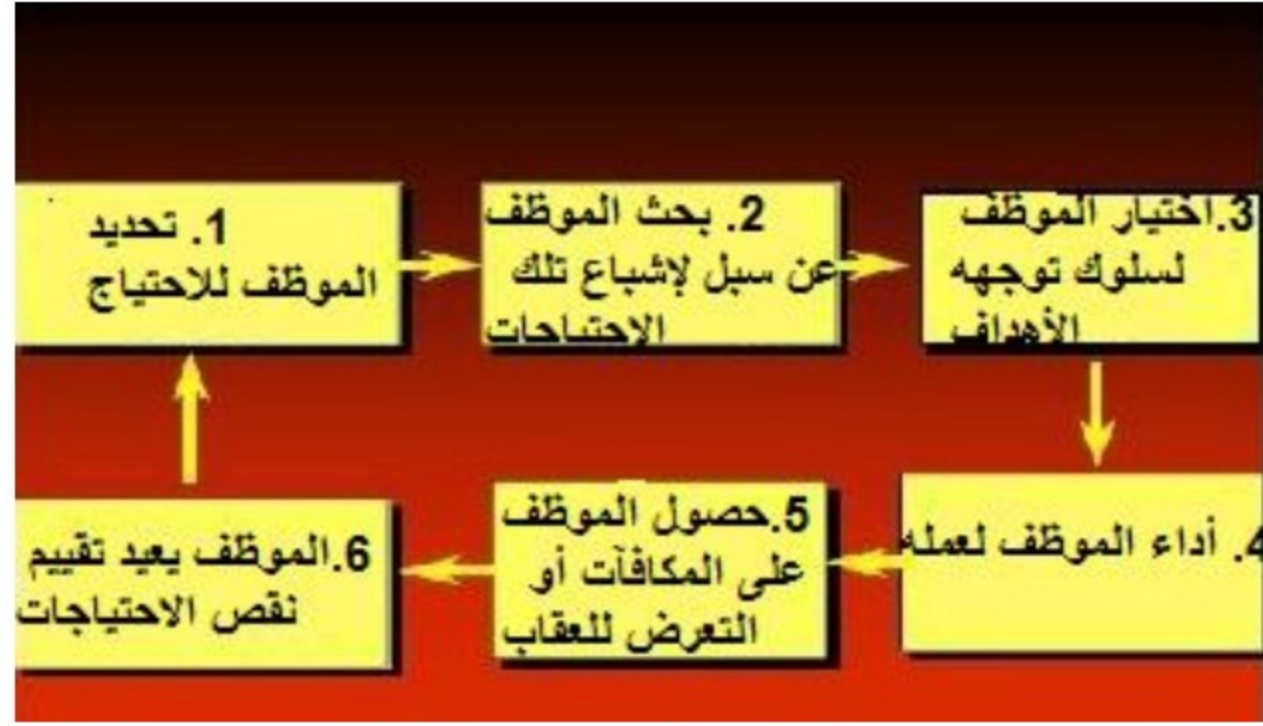 1. تحديد
الموظف للاحتياج
2. بحث الموظف
عن سبل لإشباع تلك
الاحتياجات
3.اختيار الموظف
لسلوك توجهه
الأهداف
4. أداء الموظف لعمله
5.حصول الموظف
على المكافآت أو
التعرض للعقاب
6.الموظف يعيد تقييم
نقص الاحتياجات